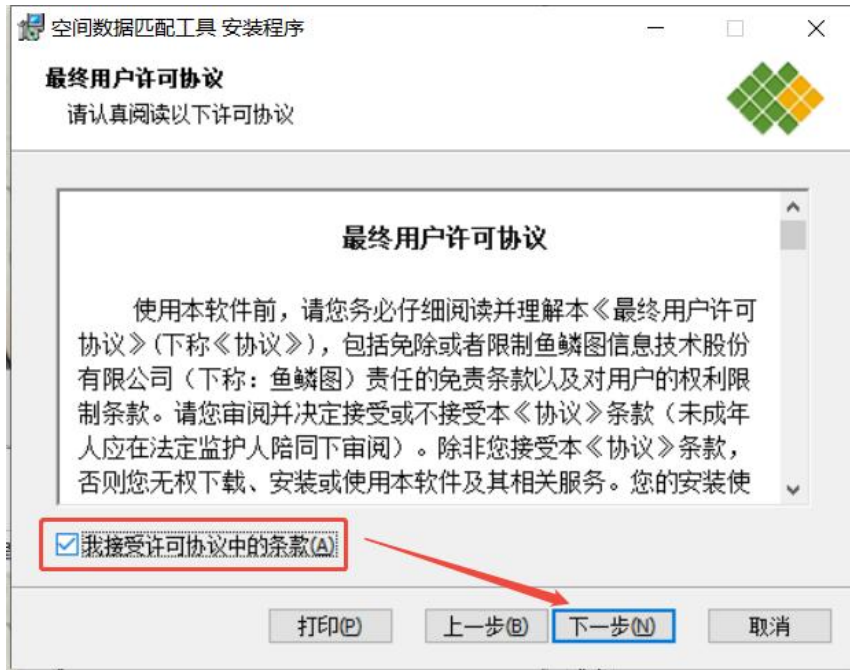 空间数据匹配工具 安装程序
最终用户许可协议
请认真阅读以下许可协议
最终用户许可协议
使用本软件前，请您务必仔细阅读并理解本《最终用户许可
协议》（下称《协议》），包括免除或者限制鱼鳞图信息技术股份
有限公司（下称：鱼鳞图）责任的免责条款以及对用户的权利限
制条款。请您审阅并决定接受或不接受本《协议》条款（未成年
人应在法定监护人陪同下审阅）。除非您接受本《协议》条款，
否则您无权下载、安装或使用本软件及其相关服务。您的安装使
我接受许可协议中的条款(A)
打印(P) 上一步(B) 下一步(N) 取消